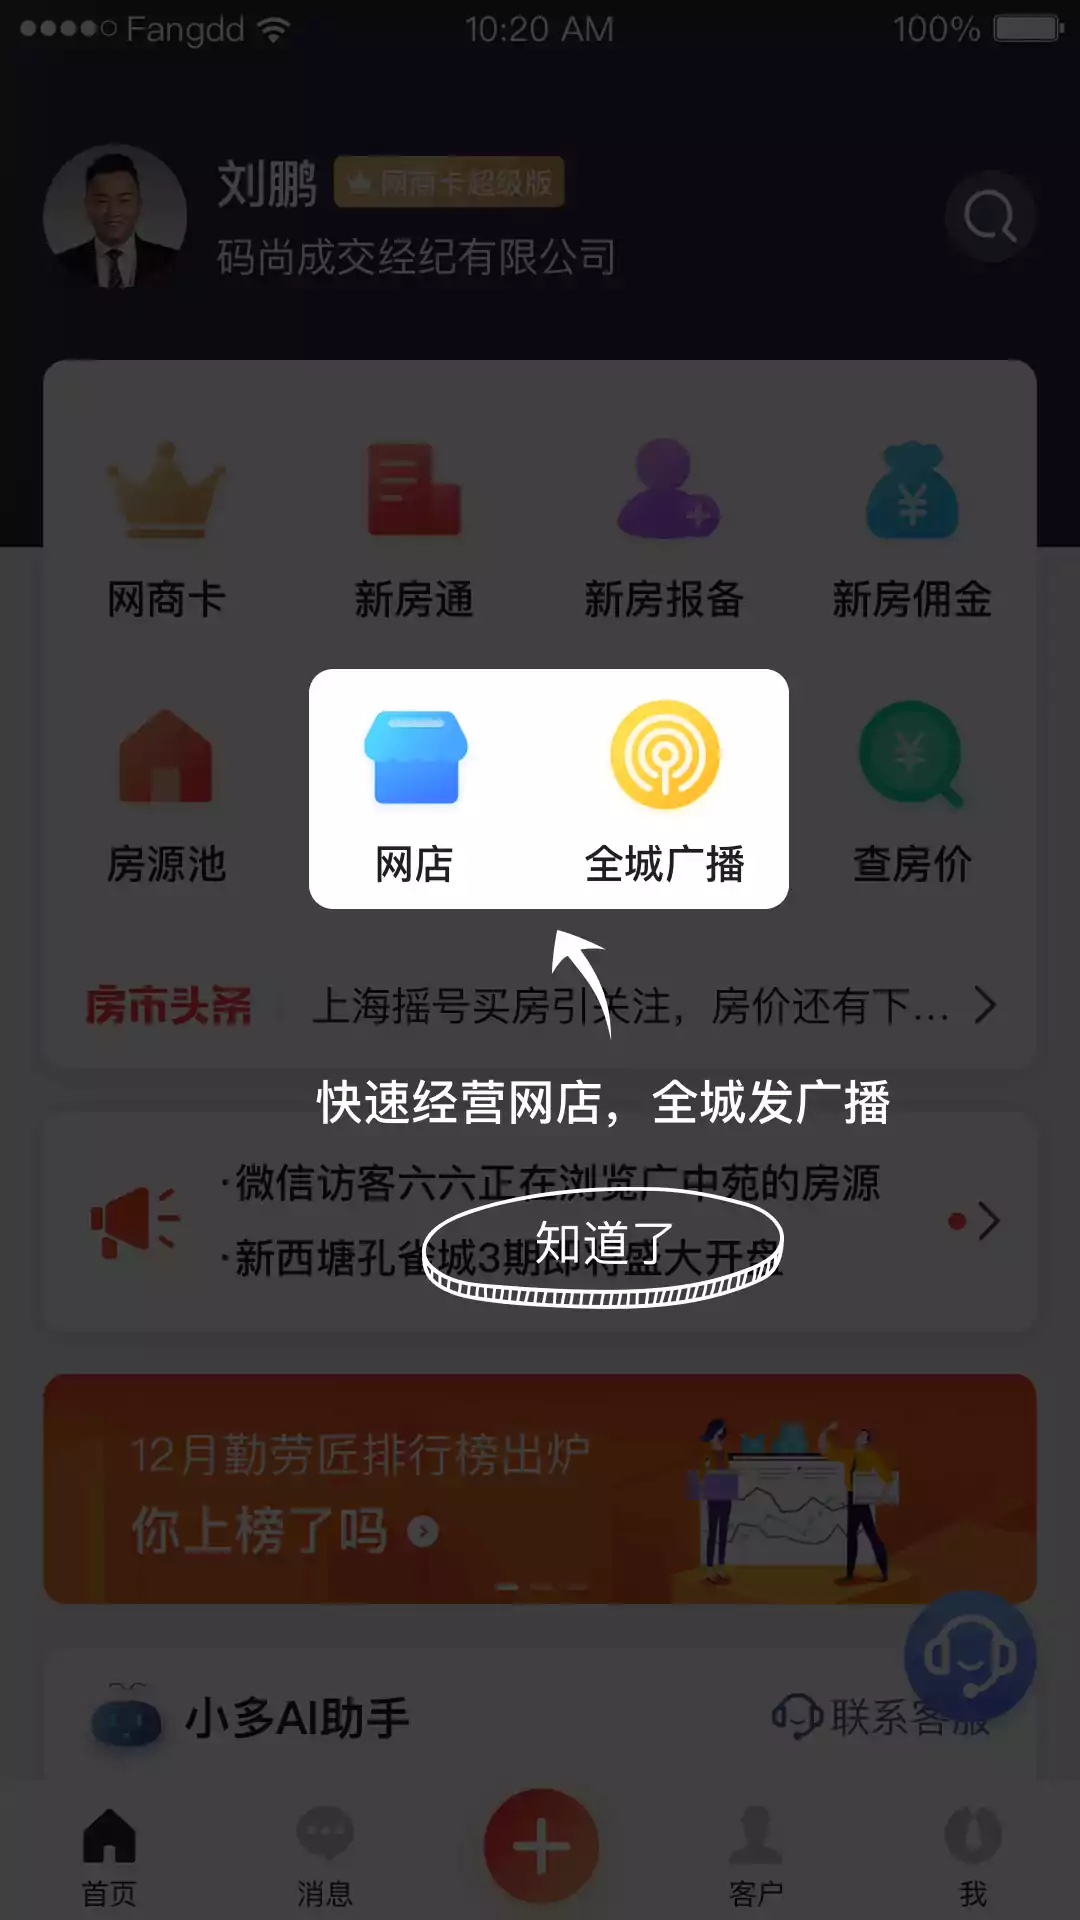 Fangdd 10:20 AM 100%
刘鹏 网商卡超级版
码尚成交经纪有限公司
网商卡 新房通 新房报备 新房佣金
房源池 网店 全城广播 查房价
房市头条 上海摇号买房引关注，房价还有下...
快速经营网店，全城发广播
·微信访客六六正在浏览广中苑的房源
知道了
·新西塘孔雀城3期即将盛大开盘
12月勤劳匠排行榜出炉
你上榜了吗
小多AI助手 联系客服
首页 消息 客户 我